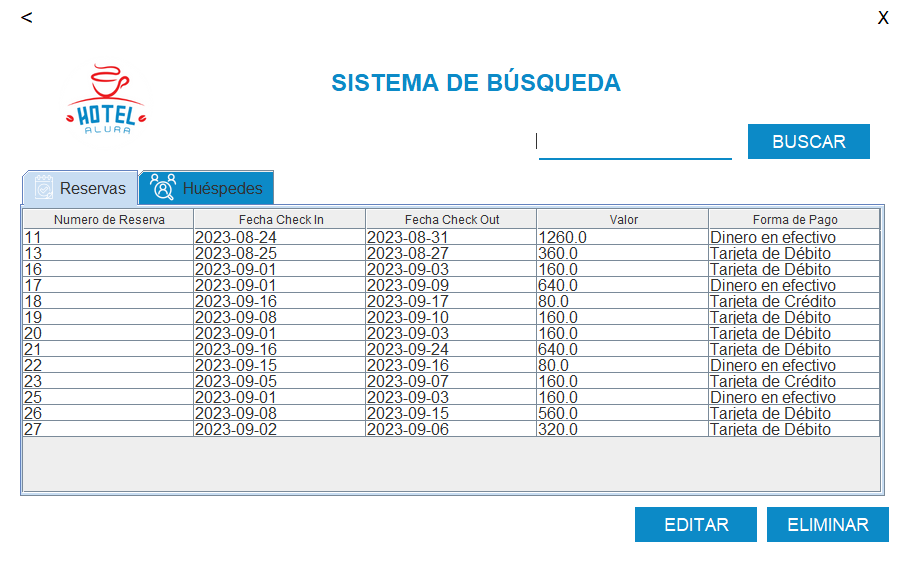 <
X
HOTEL
ALURA
SISTEMA DE BÚSQUEDA
BUSCAR
Reservas Huéspedes
Numero de Reserva Fecha Check In Fecha Check Out Valor Forma de Pago
11 2023-08-24 2023-08-31 1260.0 Dinero en efectivo
13 2023-08-25 2023-08-27 360.0 Tarjeta de Débito
16 2023-09-01 2023-09-03 160.0 Tarjeta de Débito
17 2023-09-01 2023-09-09 640.0 Dinero en efectivo
18 2023-09-16 2023-09-17 80.0 Tarjeta de Crédito
19 2023-09-08 2023-09-10 160.0 Tarjeta de Débito
20 2023-09-01 2023-09-03 160.0 Tarjeta de Débito
21 2023-09-16 2023-09-24 640.0 Tarjeta de Débito
22 2023-09-15 2023-09-16 80.0 Dinero en efectivo
23 2023-09-05 2023-09-07 160.0 Tarjeta de Crédito
25 2023-09-01 2023-09-03 160.0 Dinero en efectivo
26 2023-09-08 2023-09-15 560.0 Tarjeta de Débito
27 2023-09-02 2023-09-06 320.0 Tarjeta de Débito
EDITAR ELIMINAR